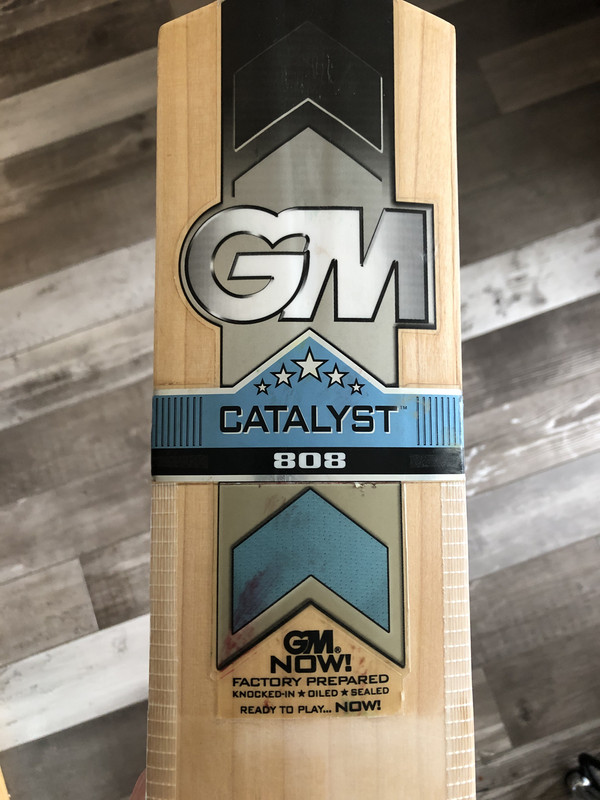 GM
CATALYST™
808
GM®
NOW!
FACTORY PREPARED
KNOCKED-IN ★ OILED ★ SEALED
READY TO PLAY... NOW!